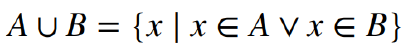 A ∪ B = {x | x ∈ A ∨ x ∈ B}